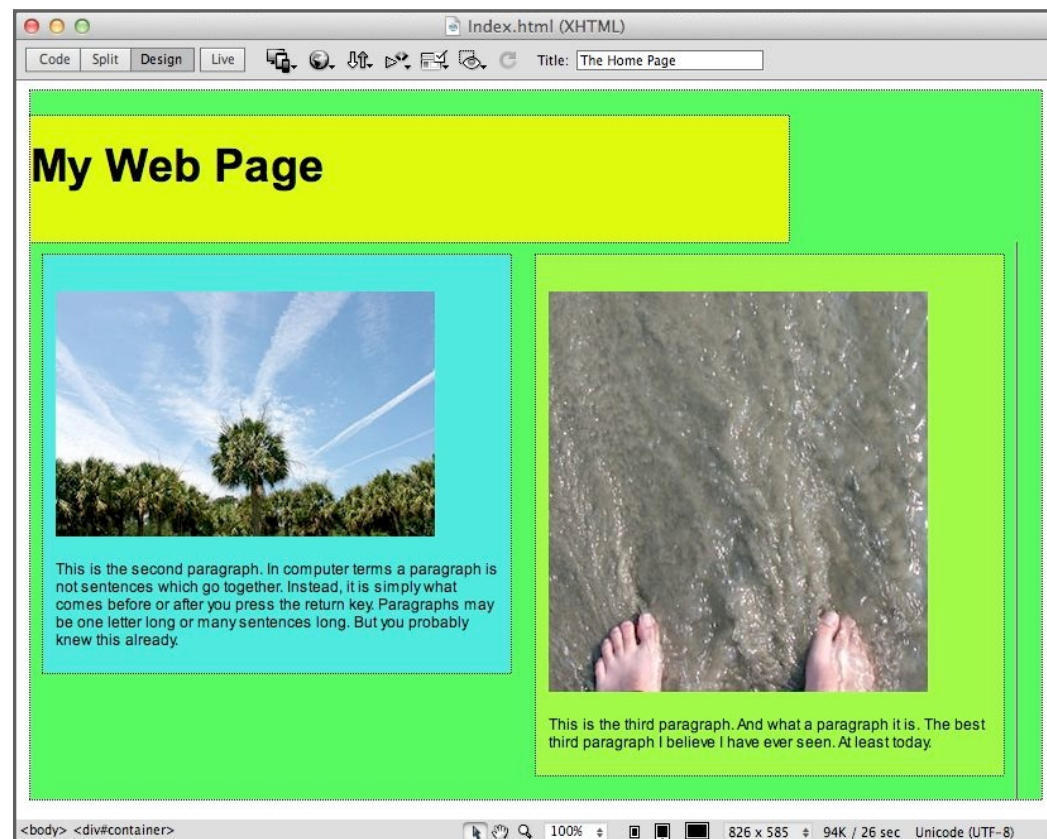 Index.html (XHTML)
Code Split Design Live Title: The Home Page
My Web Page
This is the second paragraph. In computer terms a paragraph is
not sentences which go together. Instead, it is simply what
comes before or after you press the return key. Paragraphs may
be one letter long or many sentences long. But you probably
knew this already.
This is the third paragraph. And what a paragraph it is. The best
third paragraph I believe I have ever seen. At least today.
<body> <div#container> 100% 826 x 585 94K / 26 sec Unicode (UTF-8)